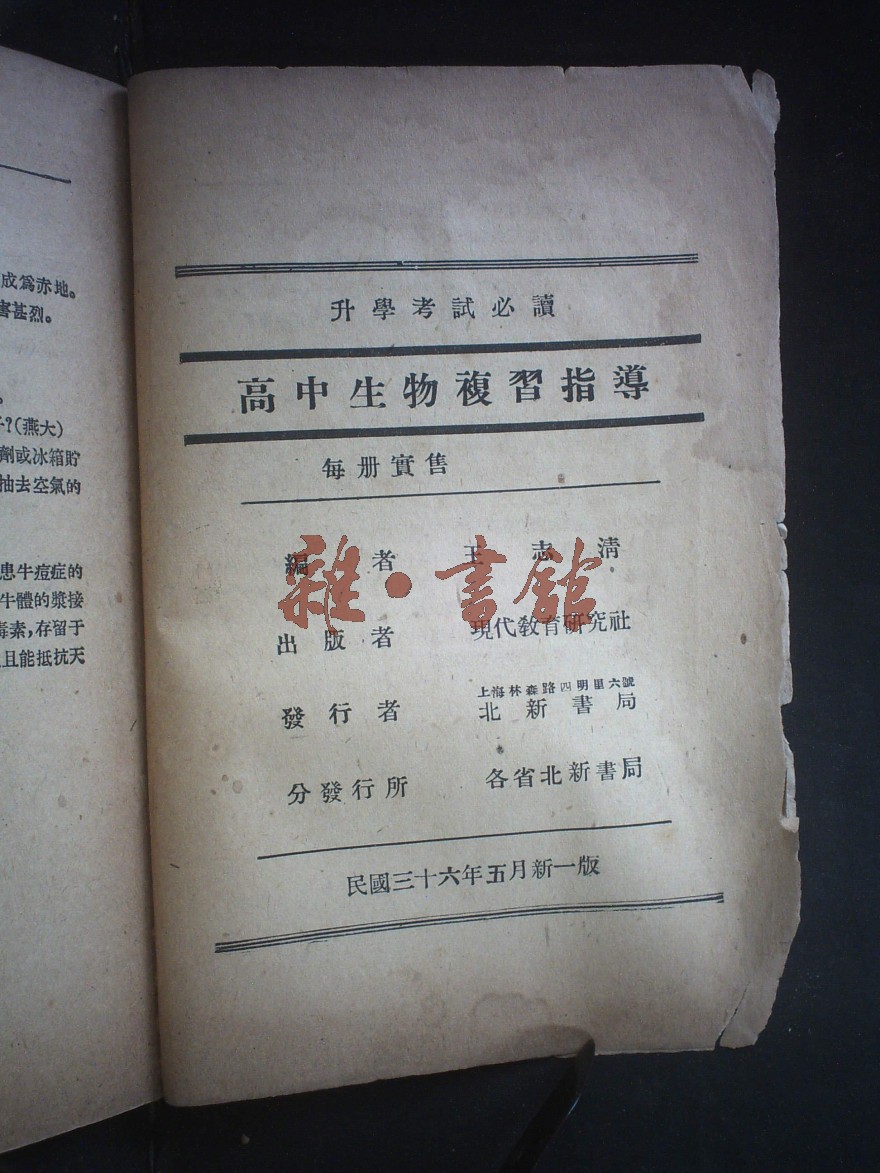 升學考試必讀
高中生物複習指導
每册實售
編者 王志清
出版者 現代教育研究社
上海林森路四明里六號
發行者 北新書局
分發行所 各省北新書局
民國三十六年五月新一版
雜·書館
成爲赤地。
害甚烈。
?(燕大)
劑或冰箱貯
抽去空氣的
患牛痘症的
牛體的漿接
毒素,存留于
且能抵抗天